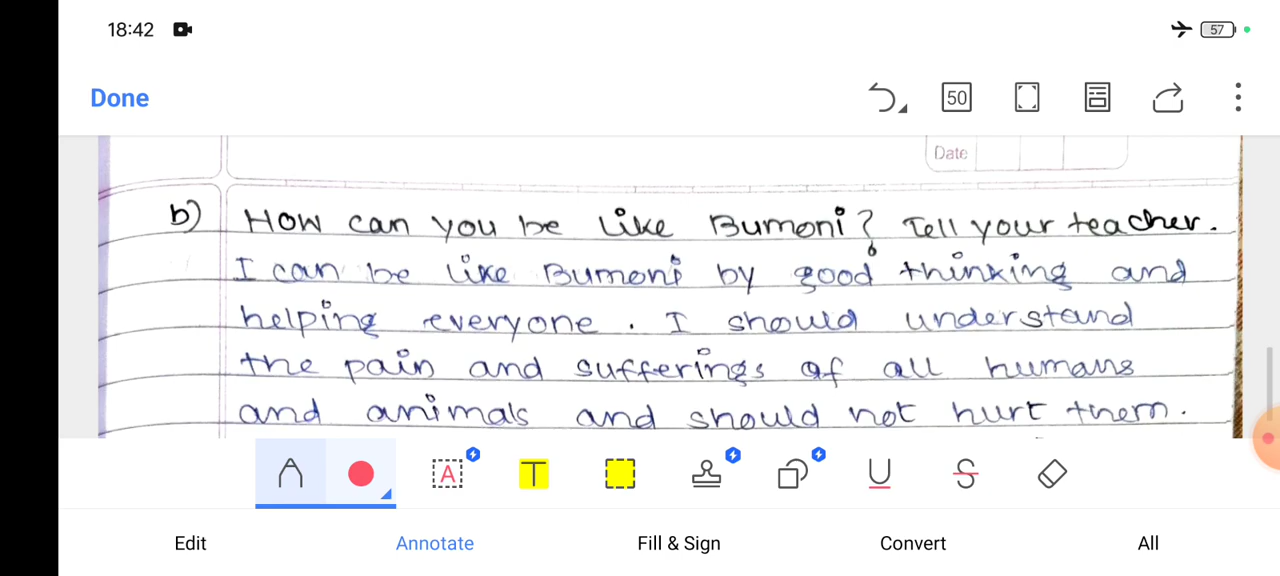 18:42 57
Done 50
Date
b) How can you be like Bumoni? Tell your teacher.
I can be like Bumoni by good thinking and
helping everyone. I should understand
the pain and sufferings of all humans
and animals and should not hurt them.
A T U S
Edit Annotate Fill & Sign Convert All